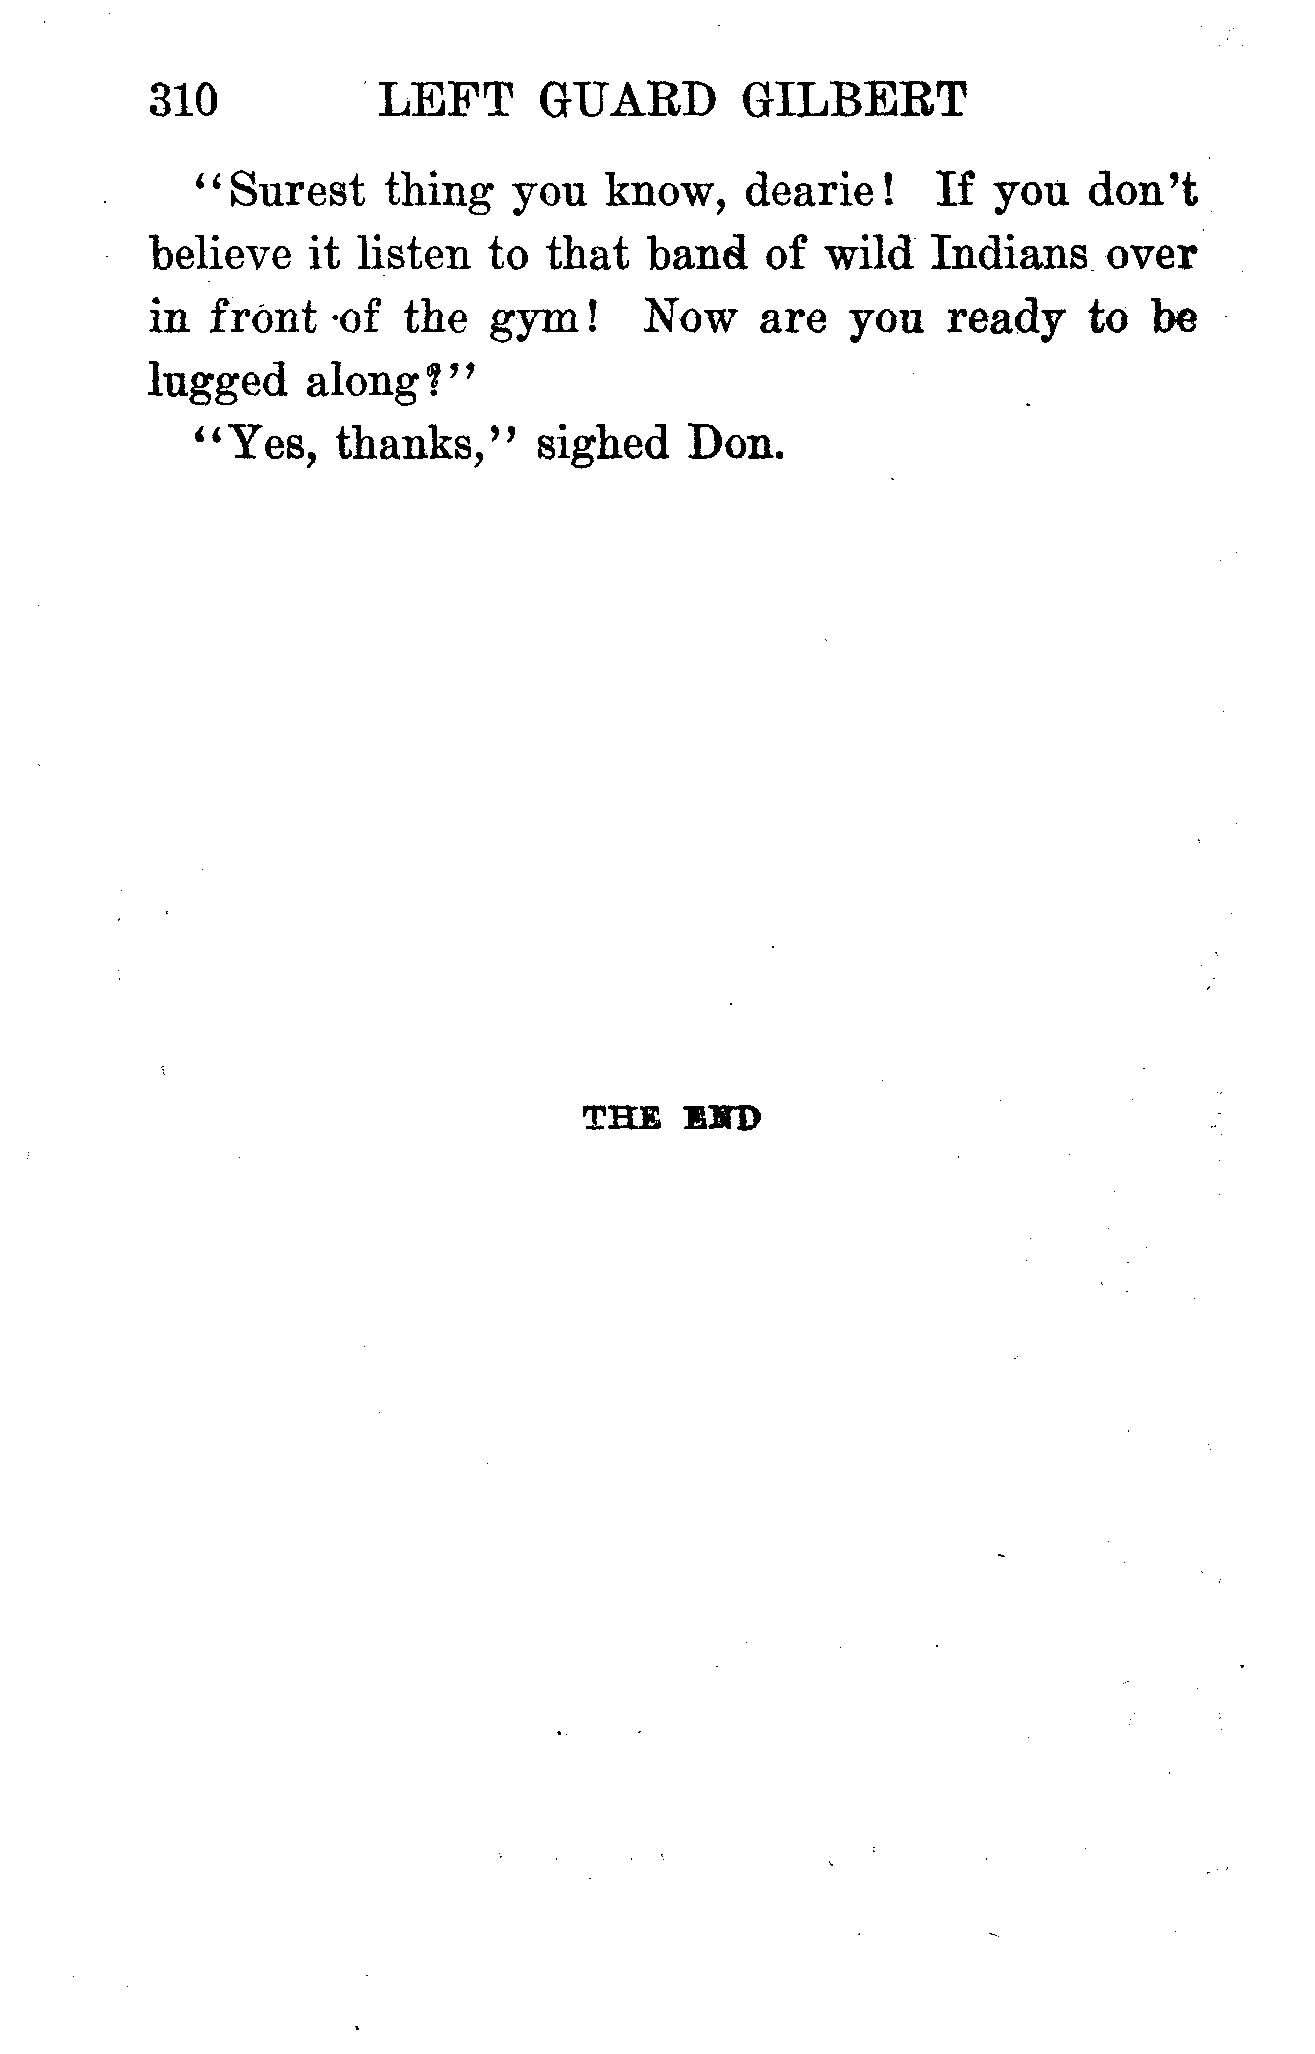 310 LEFT GUARD GILBERT
“Surest thing you know, dearie! If you don’t
believe it listen to that band of wild Indians over
in front of the gym! Now are you ready to be
lugged along?”
“Yes, thanks,” sighed Don.
THE END